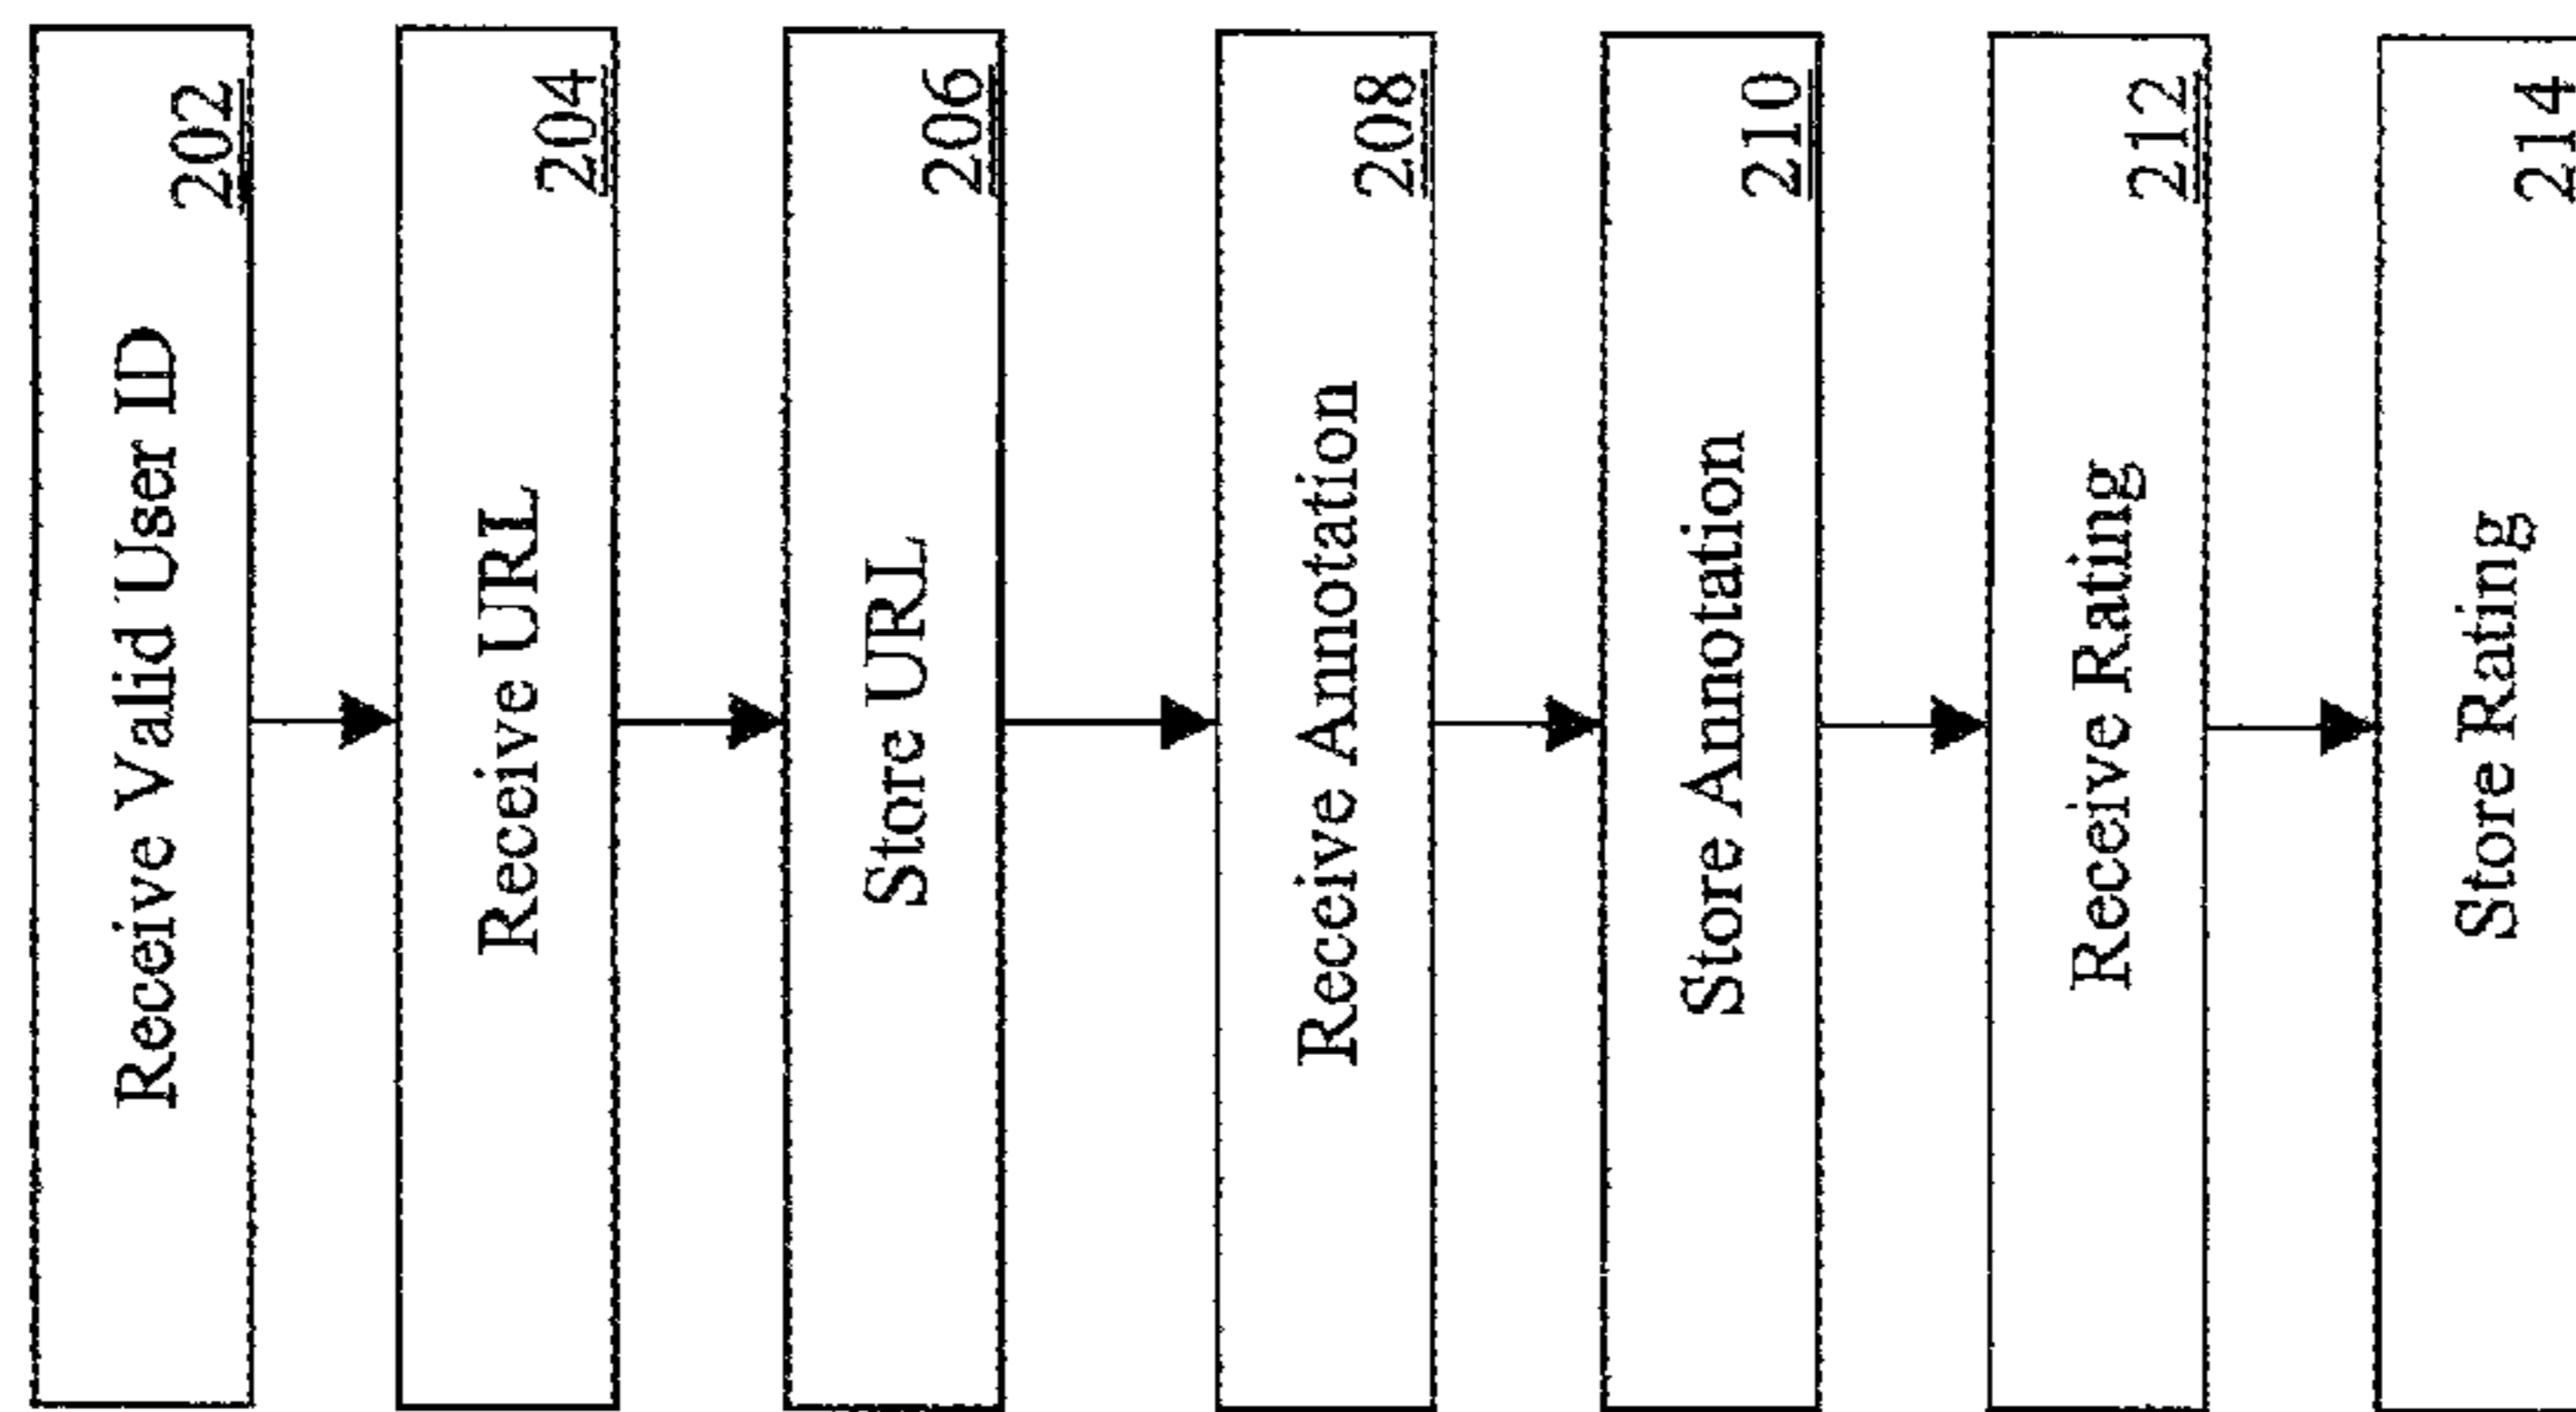 Receive Valid User ID
202
Receive URL
204
Store URL
206
Receive Annotation
208
Store Annotation
210
Receive Rating
212
Store Rating
214